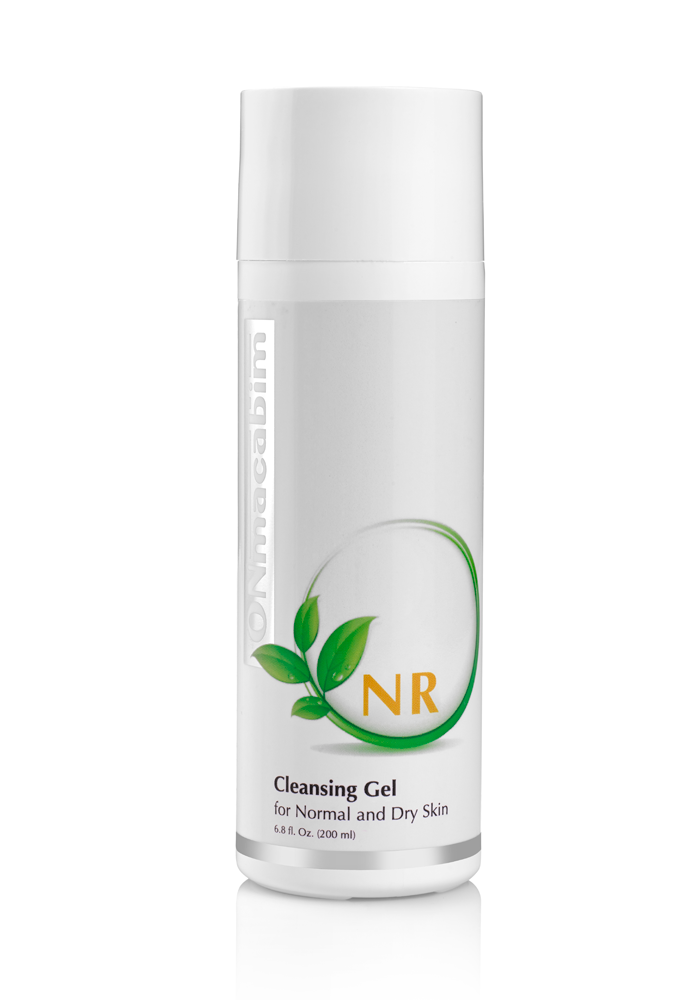 ONmacabim
NR
Cleansing Gel
for Normal and Dry Skin
6.8 fl. Oz. (200 ml)